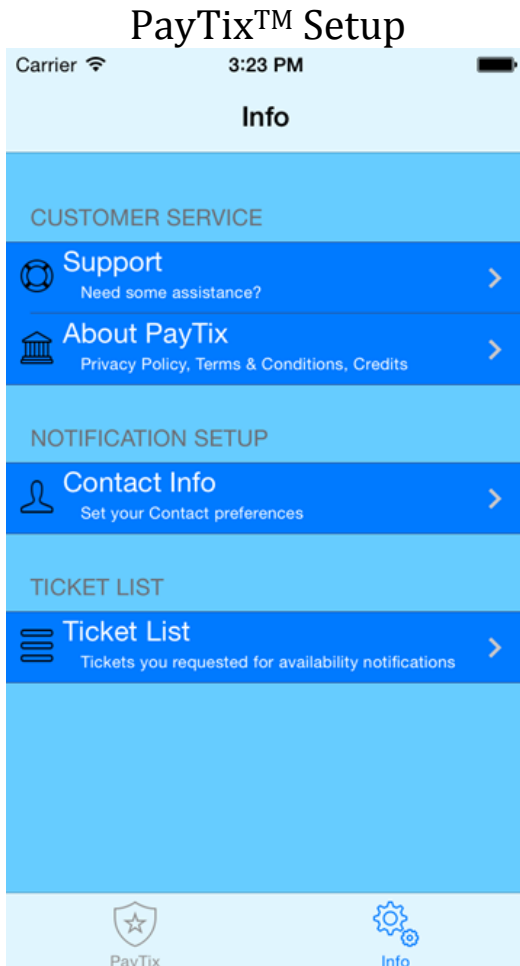 PayTix™ Setup
Carrier 3:23 PM
Info
CUSTOMER SERVICE
Support
Need some assistance?
About PayTix
Privacy Policy, Terms & Conditions, Credits
NOTIFICATION SETUP
Contact Info
Set your Contact preferences
TICKET LIST
Ticket List
Tickets you requested for availability notifications
PayTix Info